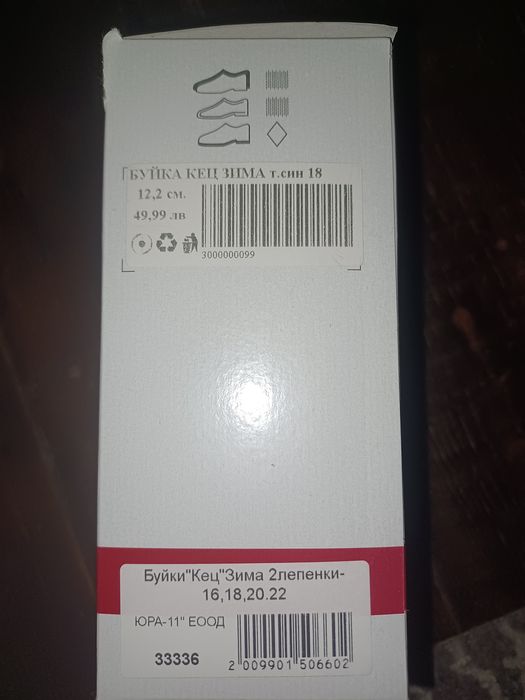 БУЙКА КЕЦ ЗИМА т.син 18
12,2 см.
49,99 лв
3000000099
Буйки"Кец"Зима 2лепенки-
16,18,20.22
ЮРА-11" ЕООД
33336
2 009901 506602